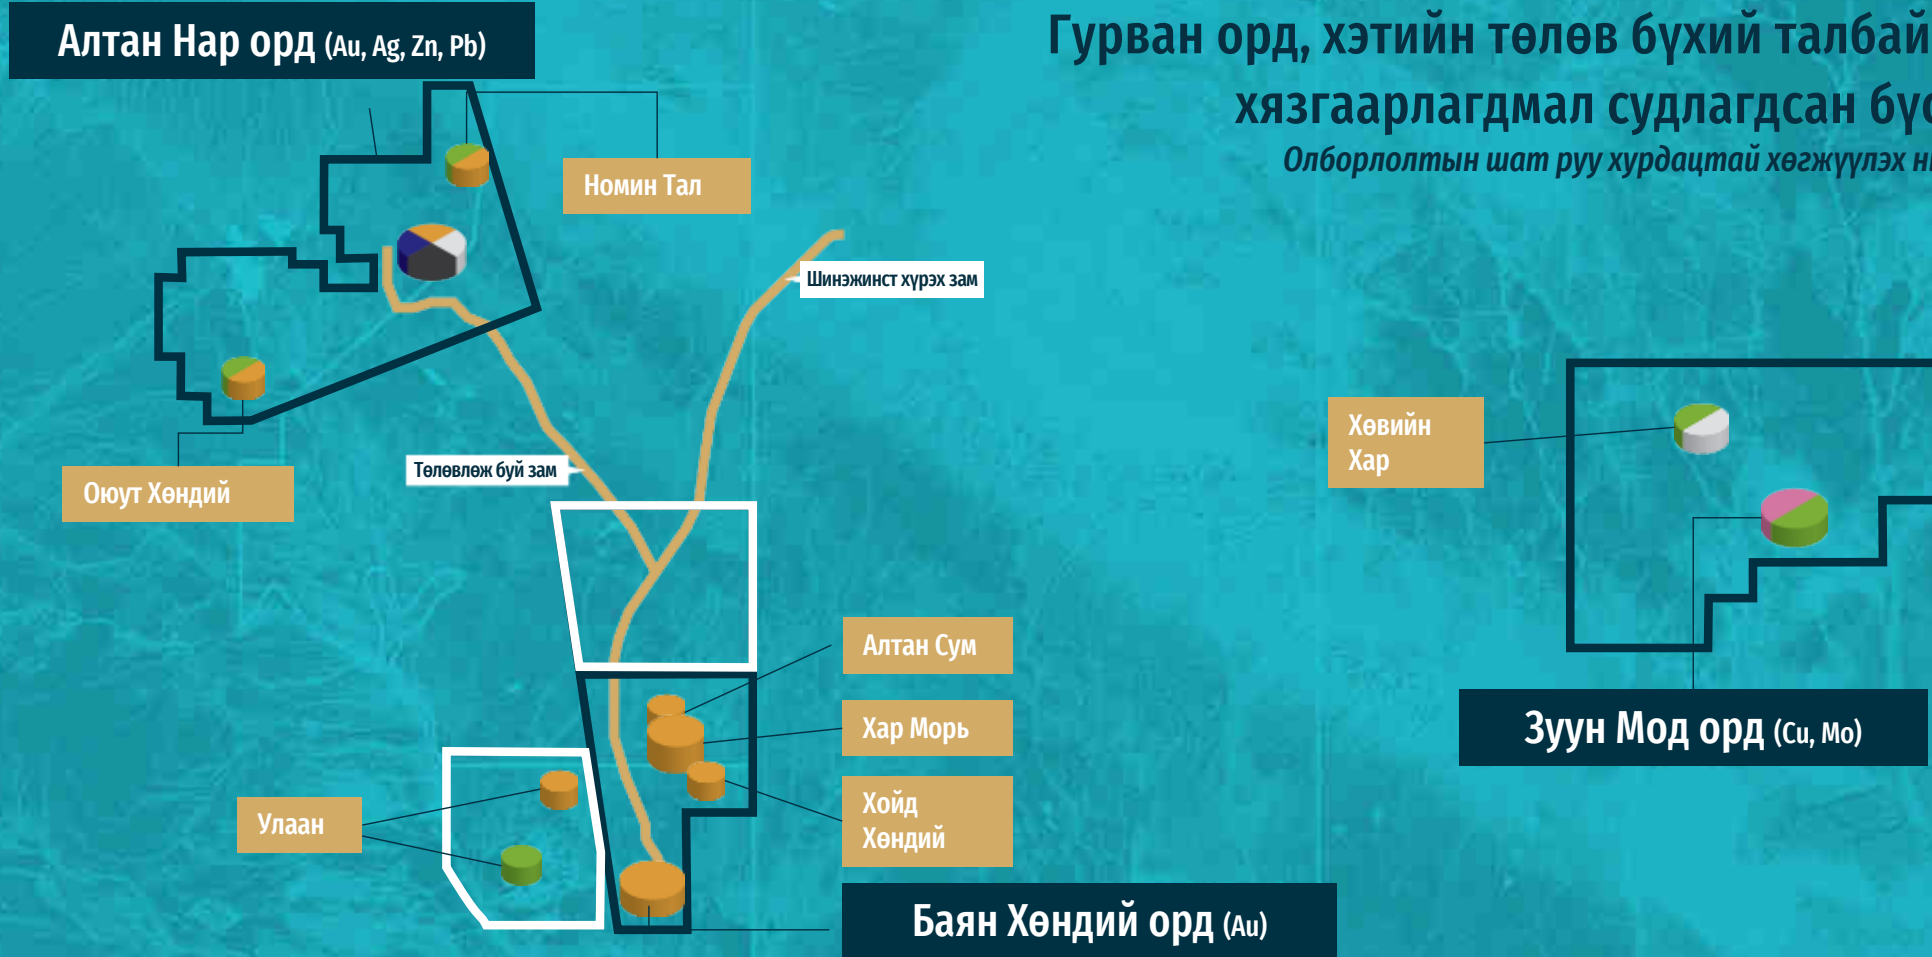 Алтан Нар орд (Au, Ag, Zn, Pb)
Гурван орд, хэтийн төлөв бүхий талбай
хязгаарлагдмал судлагдсан
Олборлолтын шат руу хурдацтай хөгжүүлэх
Номин Тал
Шинэжинст хүрэх зам
Төлөвлөж буй зам
Оюут Хөндий
Хөвийн
Хар
Алтан Сум
Хар Морь
Хойд
Хөндий
Улаан
Зуун Мод орд (Cu, Mo)
Баян Хөндий орд (Au)